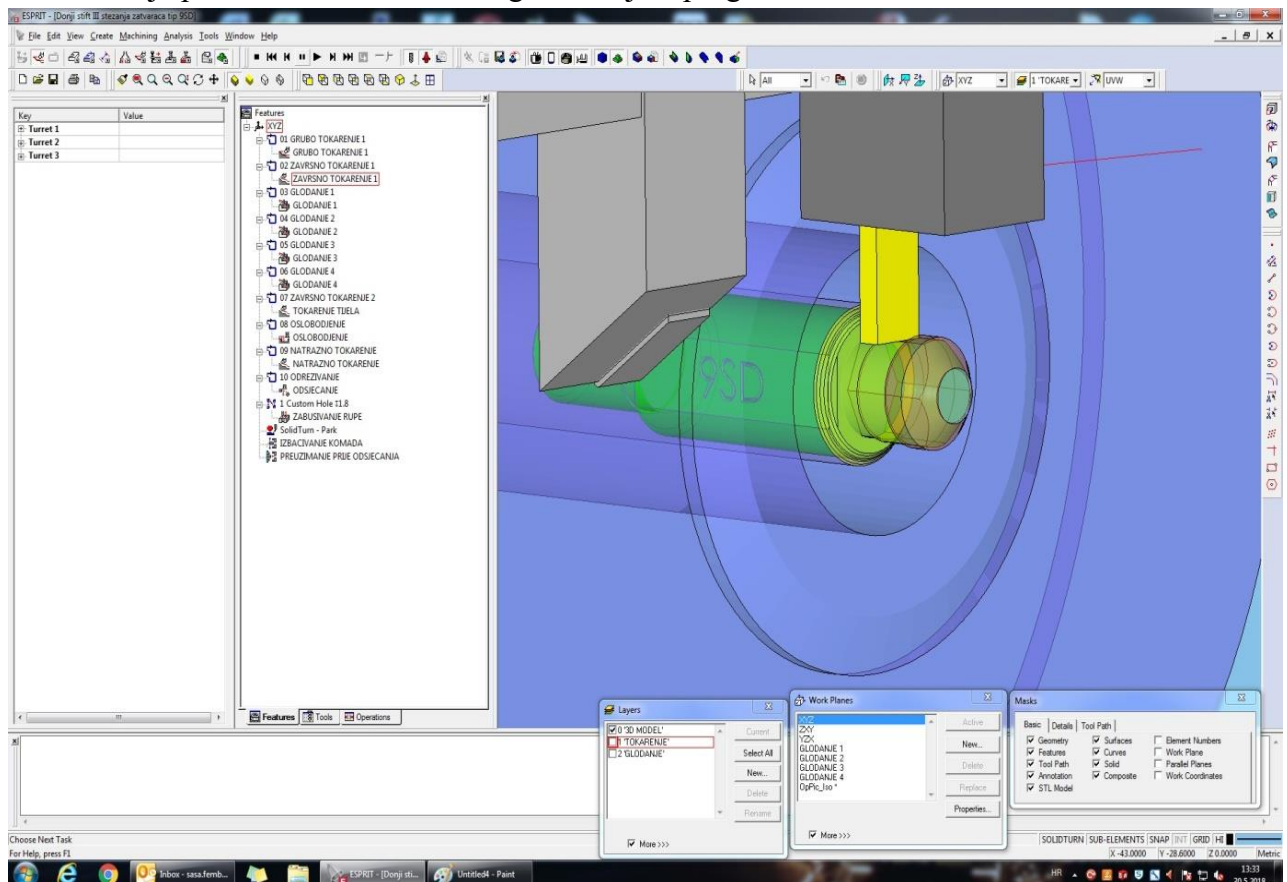 ESPRIT - [Donji stift III stezanja zatvaraca tip 9SD]
File Edit View Create Machining Analysis Tools Window Help
All
XYZ
1 'TOKARE
UVW
Key Value
Turret 1
Turret 2
Turret 3
Features
XYZ
01 GRUBO TOKARENJE 1
GRUBO TOKARENJE 1
02 ZAVRSNO TOKARENJE 1
ZAVRSNO TOKARENJE 1
03 GLODANJE 1
GLODANJE 1
04 GLODANJE 2
GLODANJE 2
05 GLODANJE 3
GLODANJE 3
06 GLODANJE 4
GLODANJE 4
07 ZAVRSNO TOKARENJE 2
TOKARENJE TIJELA
08 OSLOBODJENJE
OSLOBODJENJE
09 NATRAZNO TOKARENJE
NATRAZNO TOKARENJE
10 ODREZIVANJE
ODSJECANJE
1 Custom Hole
ZABUSIVANJE RUPE
SolidTurn - Park
IZBACIVANJE KOMADA
PREUZIMANJE PRIJE ODSJECANJA
9SD
Features Tools Operations
Layers
0 '3D MODEL'
1 'TOKARENJE'
2 'GLODANJE'
Current
Select All
New...
Delete
Rename
More >>>
Work Planes
XYZ
ZXY
YZX
GLODANJE 1
GLODANJE 2
GLODANJE 3
GLODANJE 4
OpPic_Iso *
Active
New...
Delete
Replace
Properties...
More >>>
Masks
Basic Details Tool Path
Geometry Surfaces Element Numbers
Features Curves Work Plane
Tool Path Solid Parallel Planes
Annotation Composite Work Coordinates
STL Model
Choose Next Task
SOLIDTURN SUB-ELEMENTS SNAP INT GRID HI
For Help, press F1
X -43.0000 Y -28.6000 Z 0.0000 Metric
Inbox - sasa.femb...
ESPRIT - [Donji sti...
Untitled4 - Paint
HR
13:33
20.5.2018